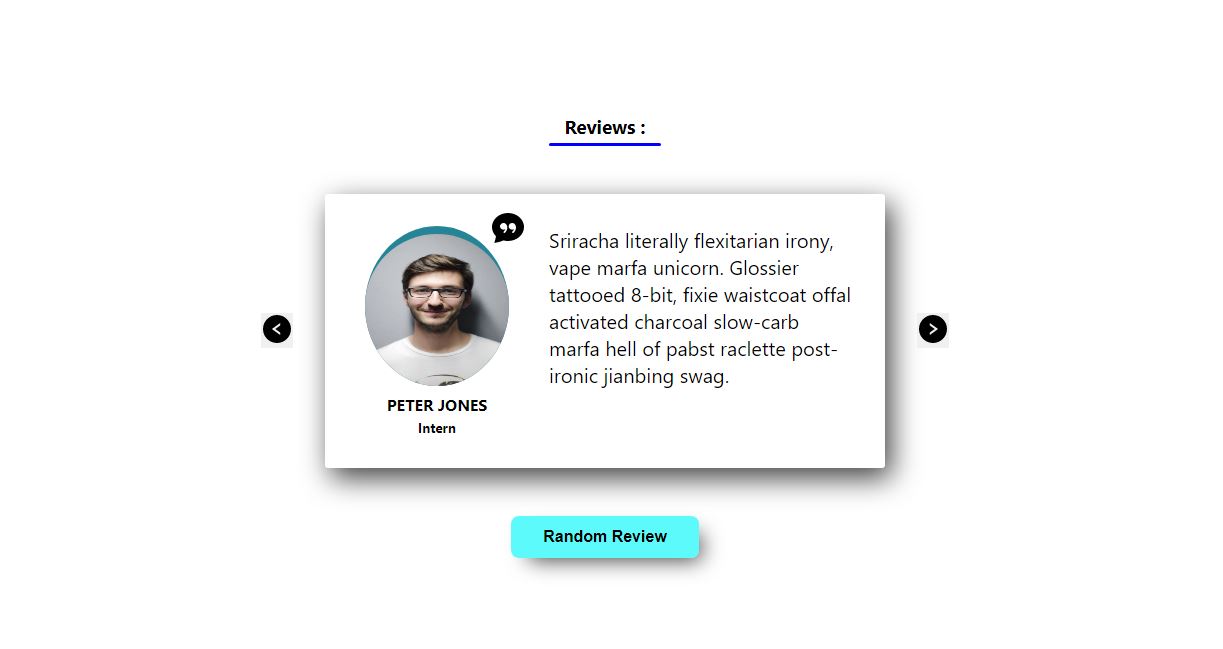 Reviews :
Sriracha literally flexitarian irony,
vape marfa unicorn. Glossier
tattooed 8-bit, fixie waistcoat offal
activated charcoal slow-carb
marfa hell of pabst raclette post-
ironic jianbing swag.
PETER JONES
Intern
Random Review